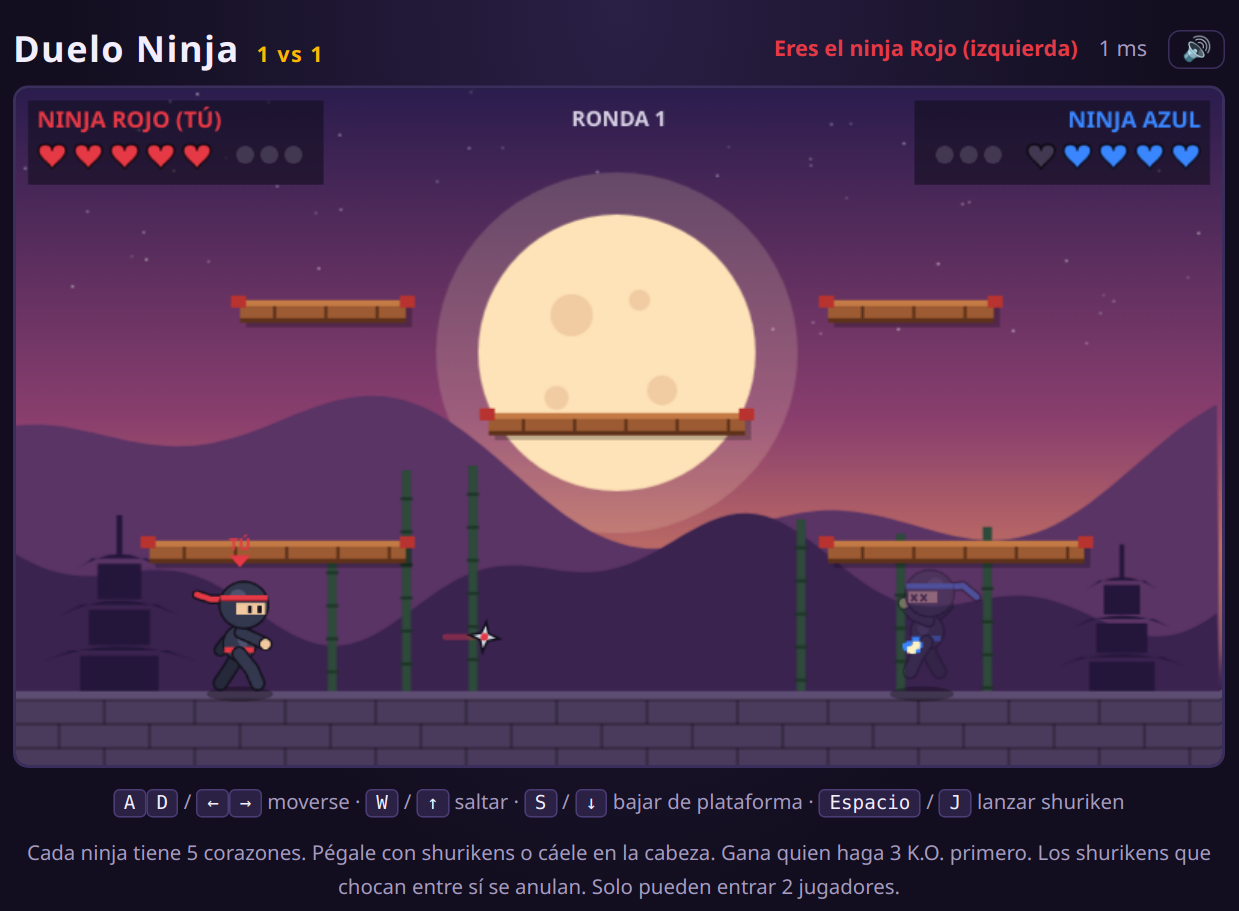 Duelo Ninja 1 vs 1
Eres el ninja Rojo (izquierda) 1 ms
NINJA ROJO (TÚ)
RONDA 1
NINJA AZUL
TÚ
A D / ← → moverse · W / ↑ saltar · S / ↓ bajar de plataforma · Espacio / J lanzar shuriken
Cada ninja tiene 5 corazones. Pégale con shurikens o cáele en la cabeza. Gana quien haga 3 K.O. primero. Los shurikens que
chocan entre sí se anulan. Solo pueden entrar 2 jugadores.